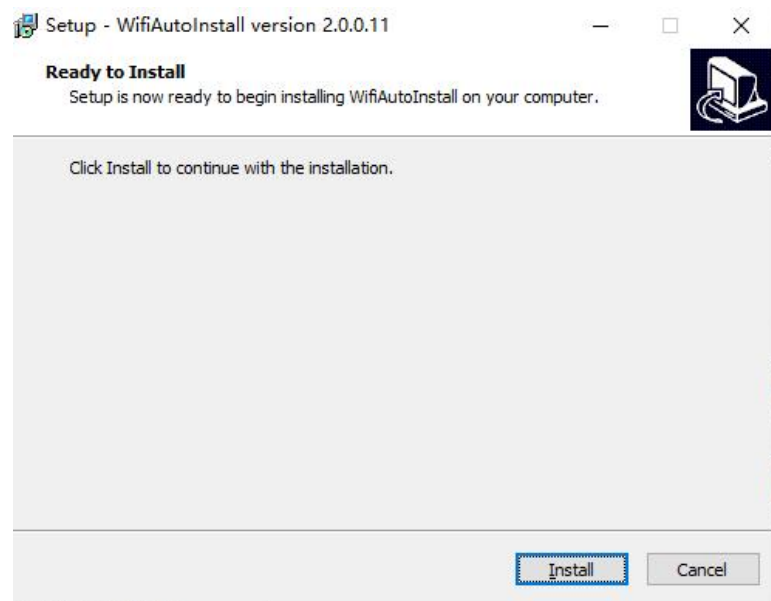 Setup - WifiAutoInstall version 2.0.0.11
Ready to Install
Setup is now ready to begin installing WifiAutoInstall on your computer.
Click Install to continue with the installation.
Install
Cancel